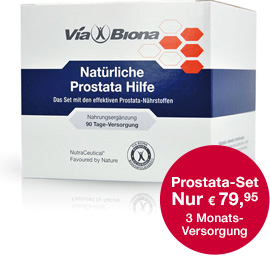 Via Biona
Natürliche
Prostata Hilfe
Das Set mit den effektiven Prostata-Nährstoffen
Nahrungsergänzung
90 Tage-Versorgung
NutraCeutical®
Favoured by Nature
Prostata-Set
Nur € 79,95
3 Monats-
Versorgung